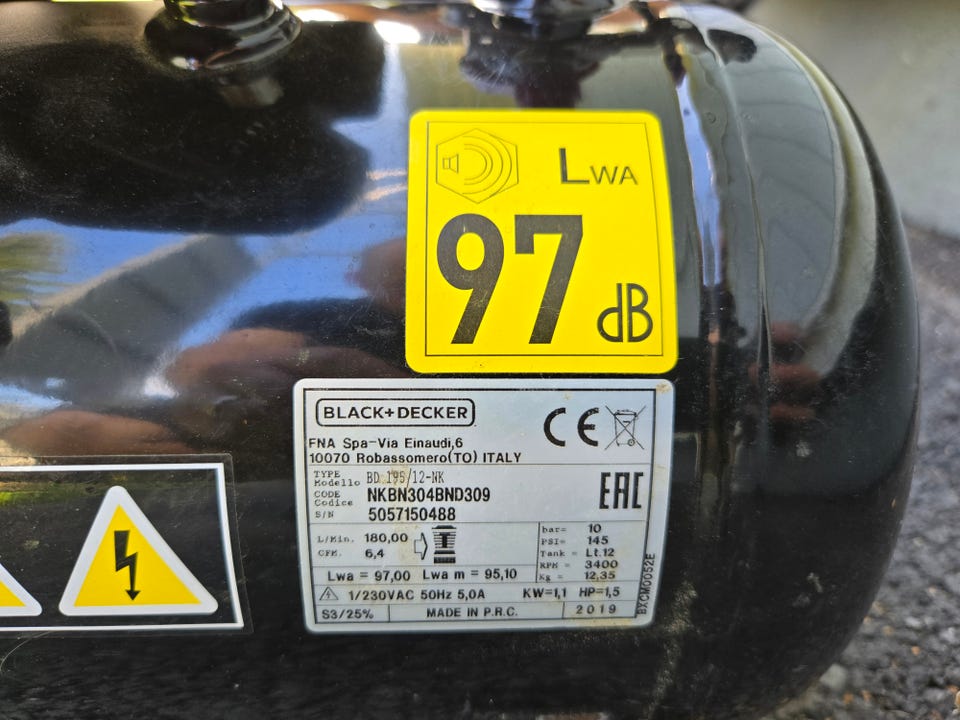 LWA
97
dB
BLACK+DECKER
CE
FNA Spa-Via Einaudi,6
10070 Robassomero(TO) ITALY
TYPE
Modello BD 195/12-NK
CODE
Codice NKBN304BND309
S/N 5057150488
EAC
L/Min. 180,00
CFM. 6,4
bar= 10
PSI= 145
Tank = Lt.12
RPM = 3400
Kg = 12,35
Lwa = 97,00 Lwa m = 95,10
1/230VAC 50Hz 5,0A KW=1,1 HP=1,5
S3/25% MADE IN P.R.C. 2019
BXCM0052E